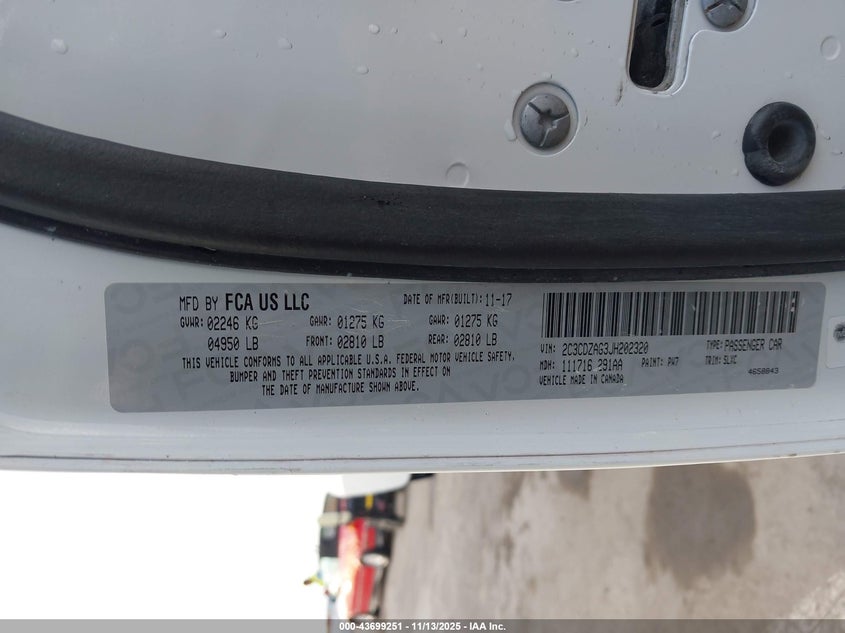 MFD BY FCA US LLC DATE OF MFR(BUILT): 11-17
GVWR: 02246 KG GAWR: 01275 KG GAWR: 01275 KG
04950 LB FRONT: 02810 LB REAR: 02810 LB
THIS VEHICLE CONFORMS TO ALL APPLICABLE U.S.A. FEDERAL MOTOR VEHICLE SAFETY,
BUMPER AND THEFT PREVENTION STANDARDS IN EFFECT ON
THE DATE OF MANUFACTURE SHOWN ABOVE.
VIN: 2C3CDZAG3JH202320 TYPE: PASSENGER CAR
MDH: 111716 291AA PAINT: PW7 TRIM: SLXC
VEHICLE MADE IN CANADA 4658843
000-43699251 - 11/13/2025 - IAA Inc.